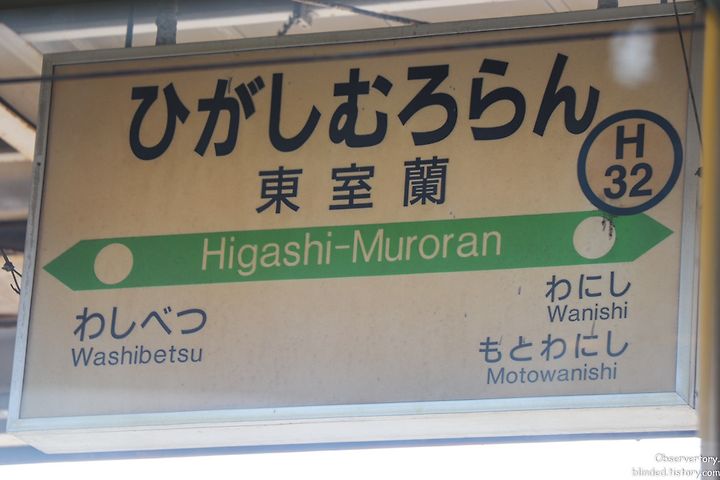 ひがしむろらん
H
32
東室蘭
Higashi-Muroran
わしべつ
Washibetsu
わにし
Wanishi
もとわにし
Motowanishi
Observertory.
blinded.tistory.com